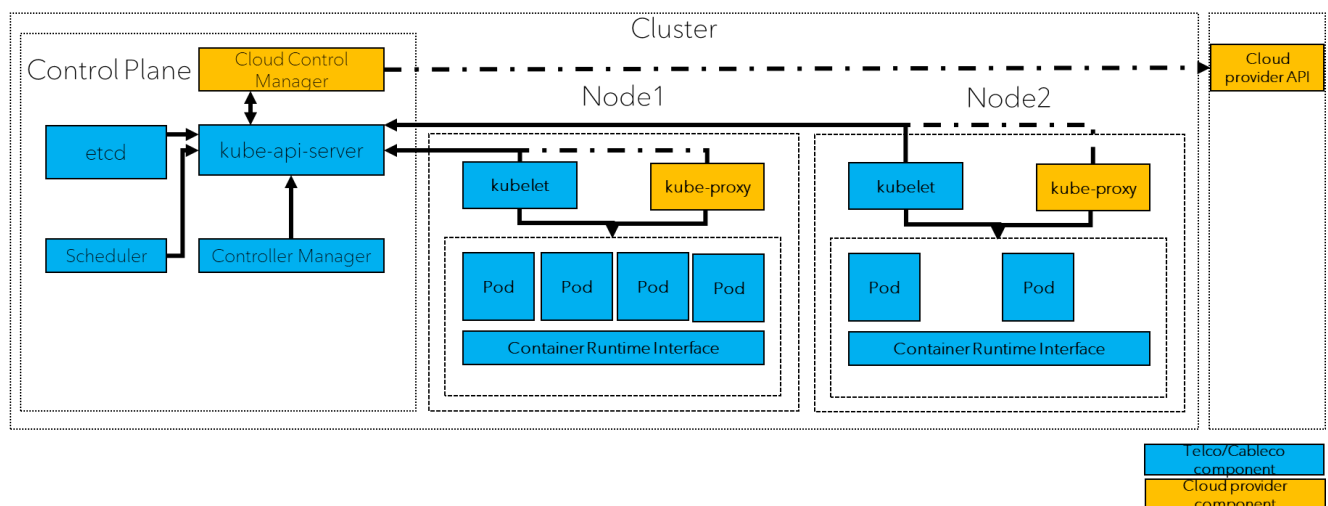 Cluster
Control Plane
Cloud Control
Manager
Cloud
provider API
Node1
Node2
etcd
kube-api-server
kubelet
kube-proxy
kubelet
kube-proxy
Scheduler
Controller Manager
Pod
Pod
Pod
Pod
Pod
Pod
Container Runtime Interface
Container Runtime Interface
Telco/Cableco
component
Cloud provider
component